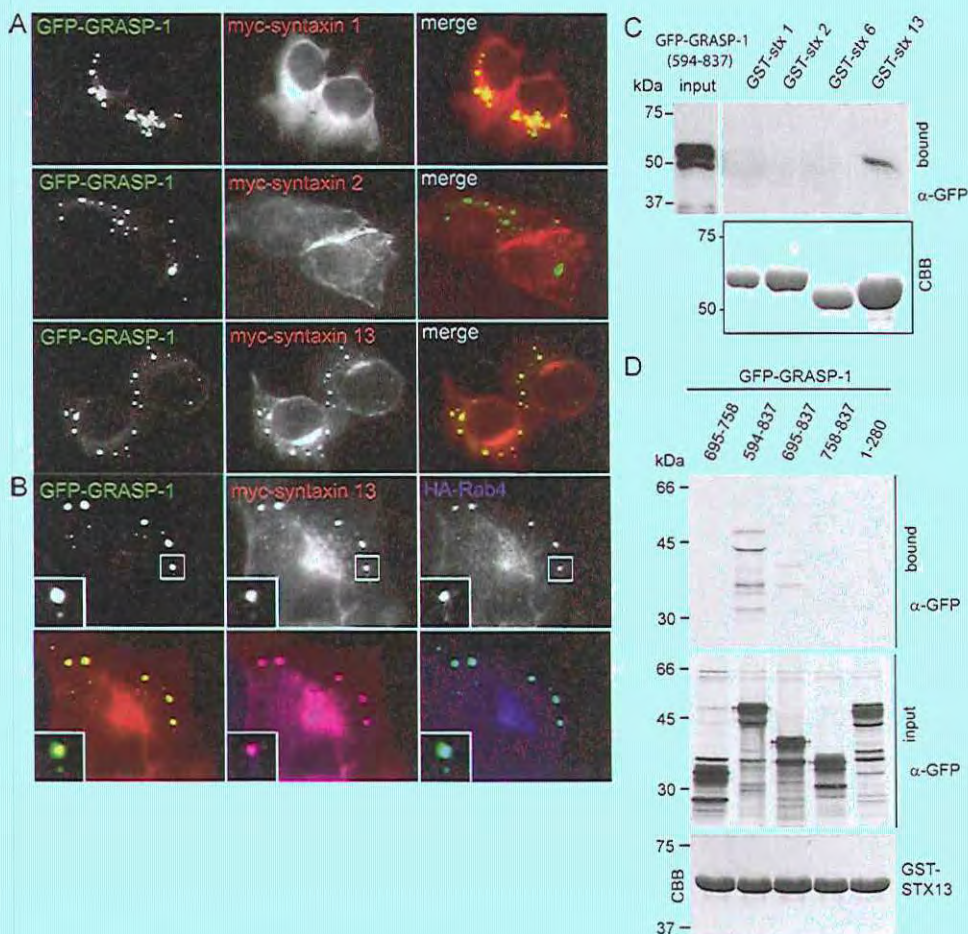 A
GFP-GRASP-1 myc-syntaxin 1 merge
GFP-GRASP-1 myc-syntaxin 2 merge
GFP-GRASP-1 myc-syntaxin 13 merge
B
GFP-GRASP-1 myc-syntaxin 13 HA-Rab4
C
GFP-GRASP-1
(594-837)
GST-stx 1
GST-stx 2
GST-stx 6
GST-stx 13
kDa input
75
50
37
bound
α-GFP
75
50
CBB
D
GFP-GRASP-1
695-758
594-837
695-837
758-837
1-280
kDa
66
45
30
bound
α-GFP
66
45
30
input
α-GFP
75
37
CBB
GST-
STX13